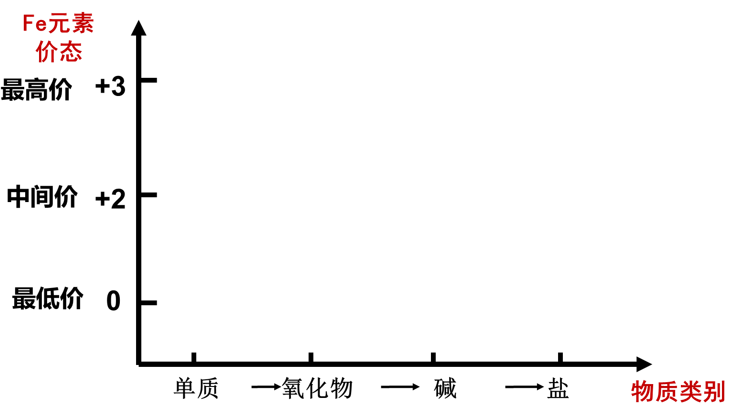 Fe元素
价态
最高价 +3
中间价 +2
最低价 0
单质 氧化物 碱 盐
物质类别